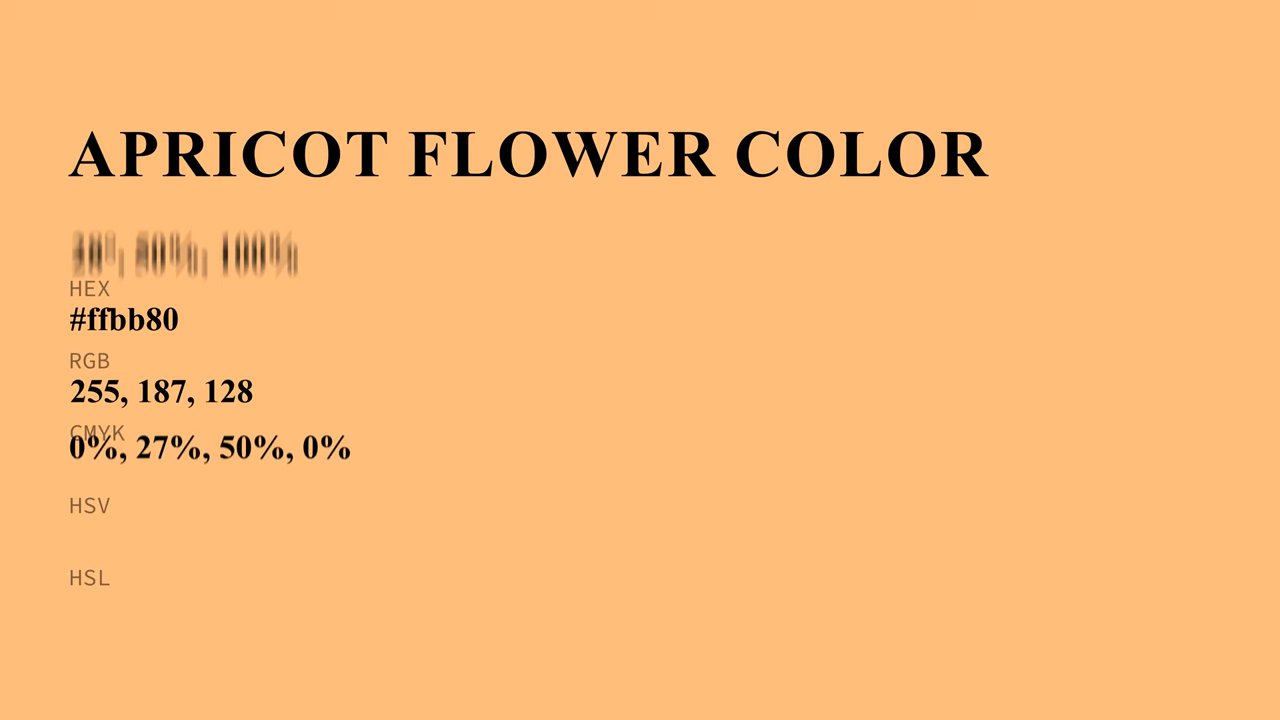 APRICOT FLOWER COLOR
HEX
#ffbb80
RGB
255, 187, 128
CMYK
0%, 27%, 50%, 0%
HSV
HSL